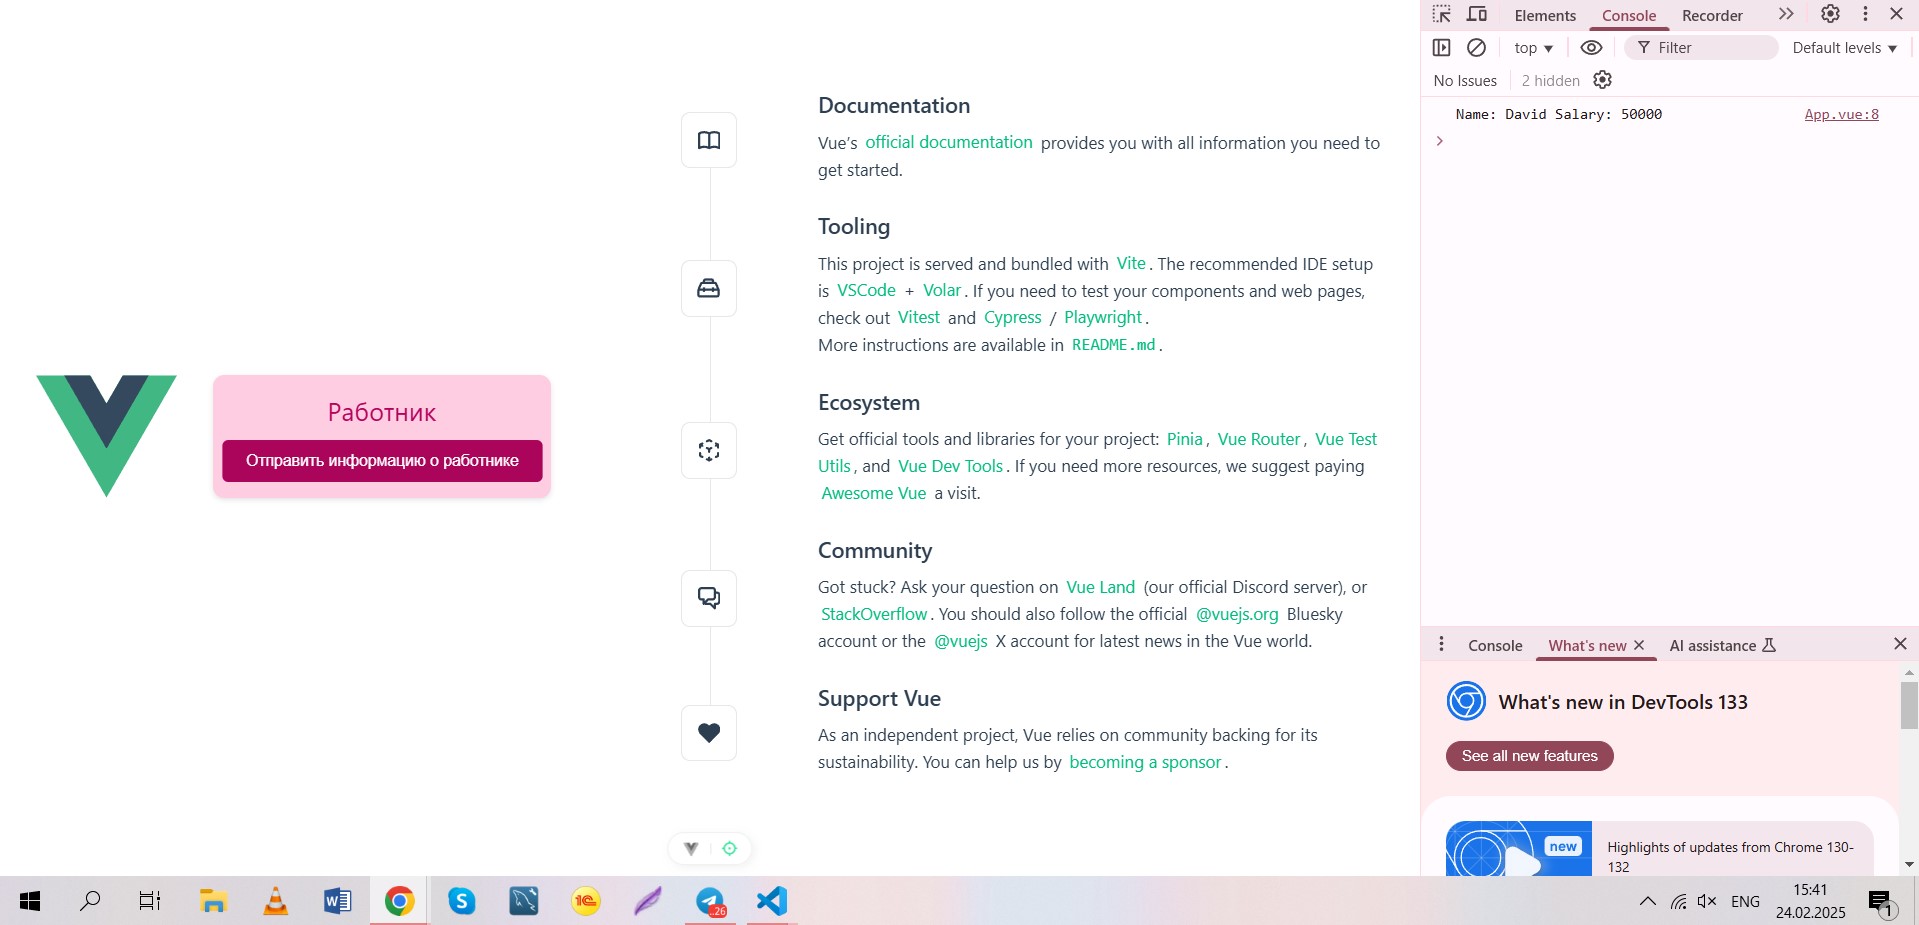 Работник
Отправить информацию о работнике
Documentation
Vue’s official documentation provides you with all information you need to
get started.
Tooling
This project is served and bundled with Vite. The recommended IDE setup
is VSCode + Volar. If you need to test your components and web pages,
check out Vitest and Cypress / Playwright.
More instructions are available in README.md.
Ecosystem
Get official tools and libraries for your project: Pinia, Vue Router, Vue Test
Utils, and Vue Dev Tools. If you need more resources, we suggest paying
Awesome Vue a visit.
Community
Got stuck? Ask your question on Vue Land (our official Discord server), or
StackOverflow. You should also follow the official @vuejs.org Bluesky
account or the @vuejs X account for latest news in the Vue world.
Support Vue
As an independent project, Vue relies on community backing for its
sustainability. You can help us by becoming a sponsor.
Elements Console Recorder
top Filter Default levels
No Issues 2 hidden
Name: David Salary: 50000 App.vue:8
Console What's new AI assistance
What's new in DevTools 133
See all new features
new
Highlights of updates from Chrome 130-
132
W S 1С ..26 ENG 15:41
24.02.2025
1